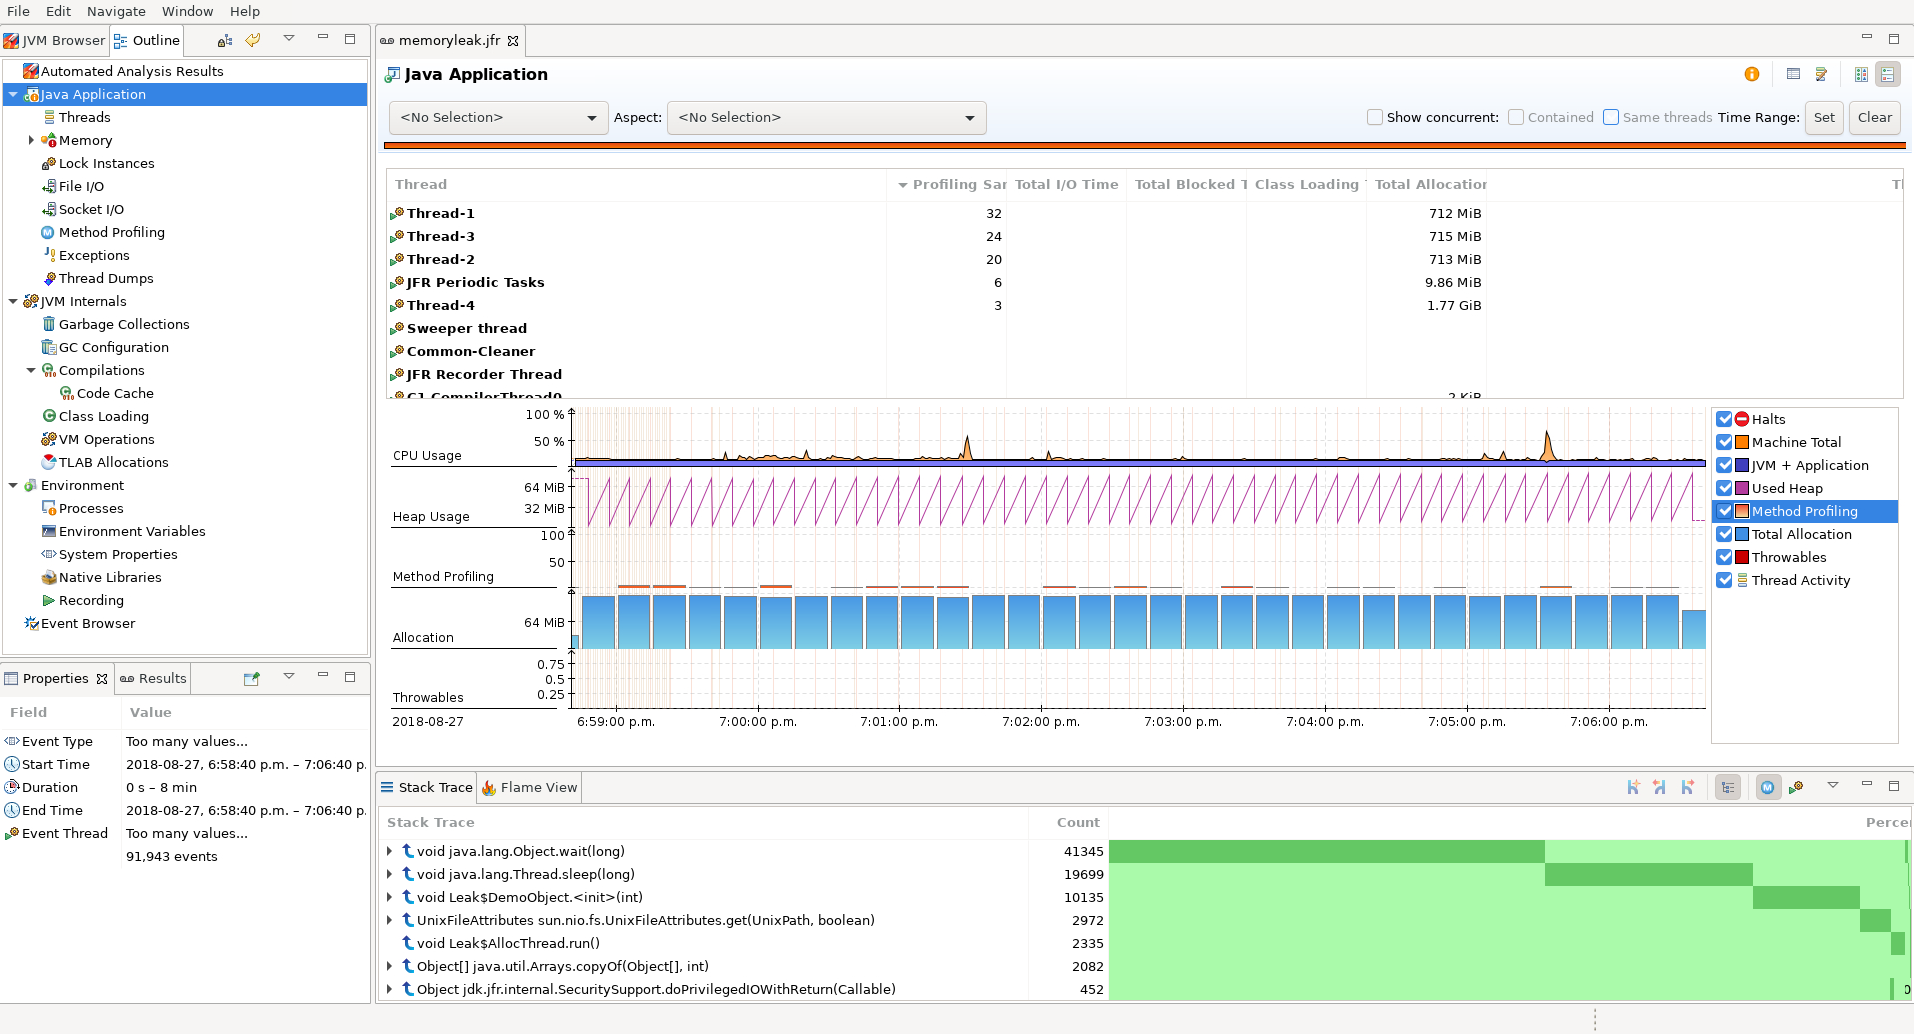 File Edit Navigate Window Help
JVM Browser Outline
Automated Analysis Results
Java Application
Threads
Memory
Lock Instances
File I/O
Socket I/O
Method Profiling
Exceptions
Thread Dumps
JVM Internals
Garbage Collections
GC Configuration
Compilations
Code Cache
Class Loading
VM Operations
TLAB Allocations
Environment
Processes
Environment Variables
System Properties
Native Libraries
Recording
Event Browser
Properties Results
Field Value
Event Type Too many values...
Start Time 2018-08-27, 6:58:40 p.m. – 7:06:40 p.
Duration 0 s – 8 min
End Time 2018-08-27, 6:58:40 p.m. – 7:06:40 p.
Event Thread Too many values...
91,943 events
memoryleak.jfr
Java Application
<No Selection> Aspect: <No Selection> Show concurrent: Contained Same threads Time Range: Set Clear
Thread Profiling Sar Total I/O Time Total Blocked T Class Loading Total Allocation
Thread-1 32 712 MiB
Thread-3 24 715 MiB
Thread-2 20 713 MiB
JFR Periodic Tasks 6 9.86 MiB
Thread-4 3 1.77 GiB
Sweeper thread
Common-Cleaner
JFR Recorder Thread
C1 CompilerThread0 2 KiB
100 %
50 %
CPU Usage
64 MiB
32 MiB
Heap Usage
100
50
Method Profiling
64 MiB
Allocation
0.75
0.5
0.25
Throwables
2018-08-27 6:59:00 p.m. 7:00:00 p.m. 7:01:00 p.m. 7:02:00 p.m. 7:03:00 p.m. 7:04:00 p.m. 7:05:00 p.m. 7:06:00 p.m.
Halts
Machine Total
JVM + Application
Used Heap
Method Profiling
Total Allocation
Throwables
Thread Activity
Stack Trace Flame View
Stack Trace Count Percer
void java.lang.Object.wait(long) 41345
void java.lang.Thread.sleep(long) 19699
void Leak$DemoObject.<init>(int) 10135
UnixFileAttributes sun.nio.fs.UnixFileAttributes.get(UnixPath, boolean) 2972
void Leak$AllocThread.run() 2335
Object[] java.util.Arrays.copyOf(Object[], int) 2082
Object jdk.jfr.internal.SecuritySupport.doPrivilegedIOWithReturn(Callable) 452